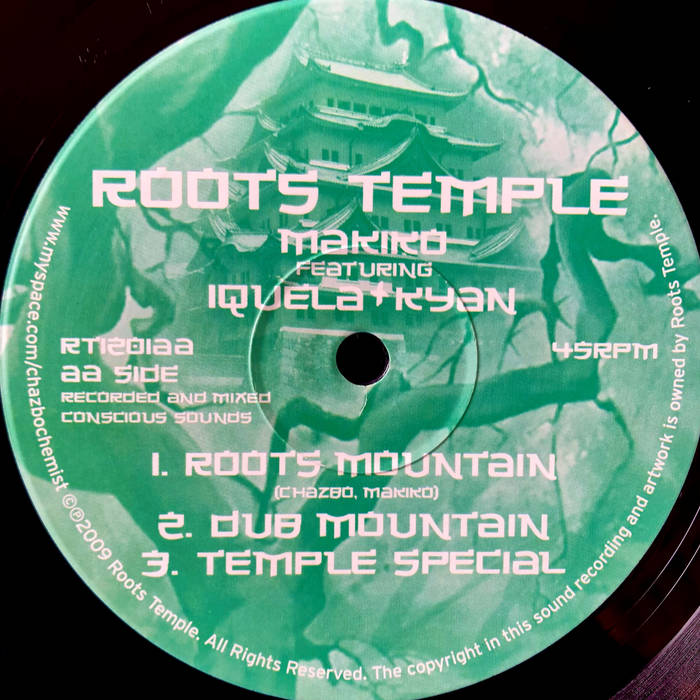 ROOTS TEMPLE
MAKIKO
FEATURING
IQUELA+KYAN
RT1201AA
AA SIDE
RECORDED AND MIXED
CONSCIOUS SOUNDS
45RPM
1. ROOTS MOUNTAIN
(CHAZBO, MAKIKO)
2. DUB MOUNTAIN
3. TEMPLE SPECIAL
www.myspace.com/chazbochemist ©℗2009 Roots Temple. All Rights Reserved. The copyright in this sound recording and artwork is owned by Roots Temple.